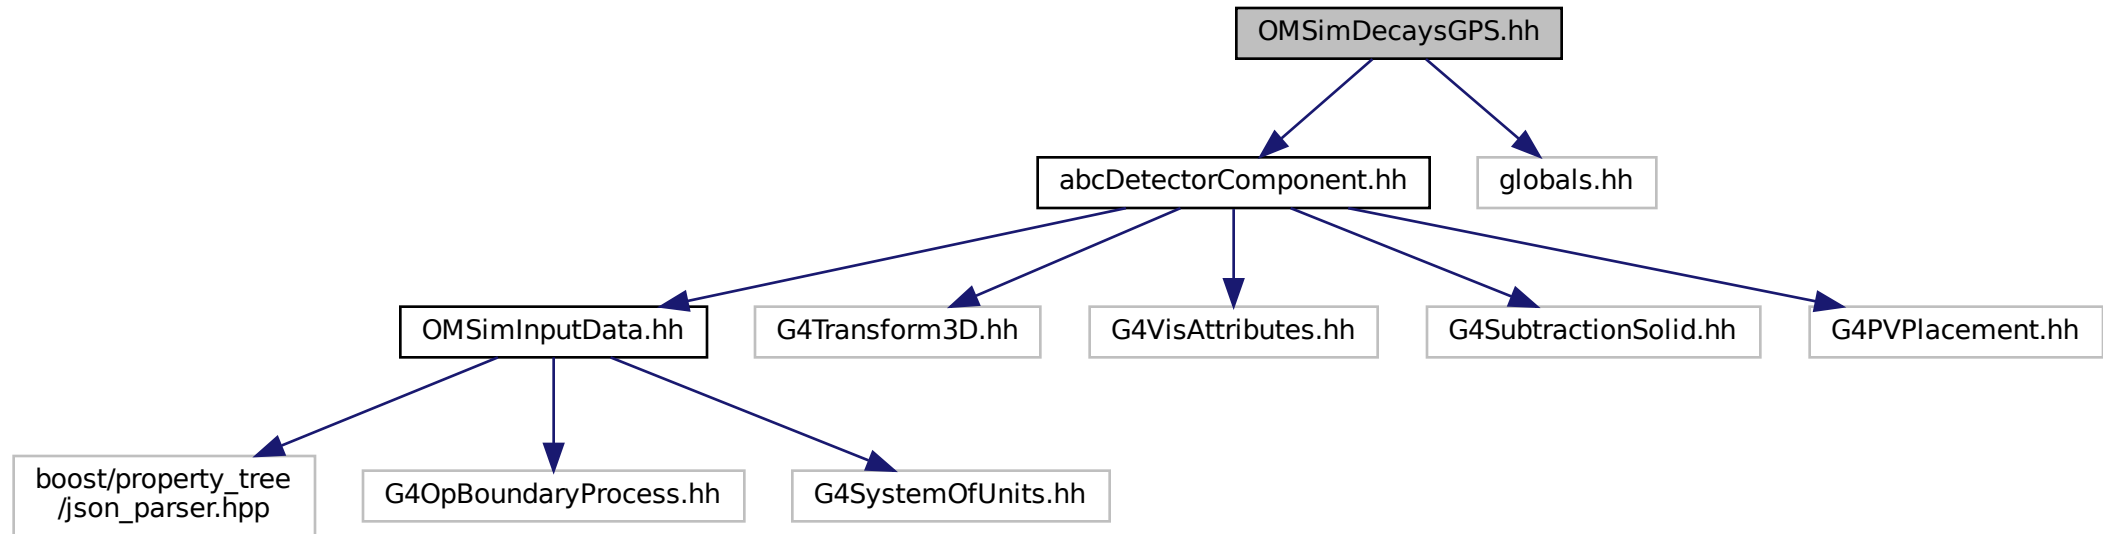 OMSimDecaysGPS.hh
abcDetectorComponent.hh
globals.hh
OMSimInputData.hh
G4Transform3D.hh
G4VisAttributes.hh
G4SubtractionSolid.hh
G4PVPlacement.hh
boost/property_tree
/json_parser.hpp
G4OpBoundaryProcess.hh
G4SystemOfUnits.hh